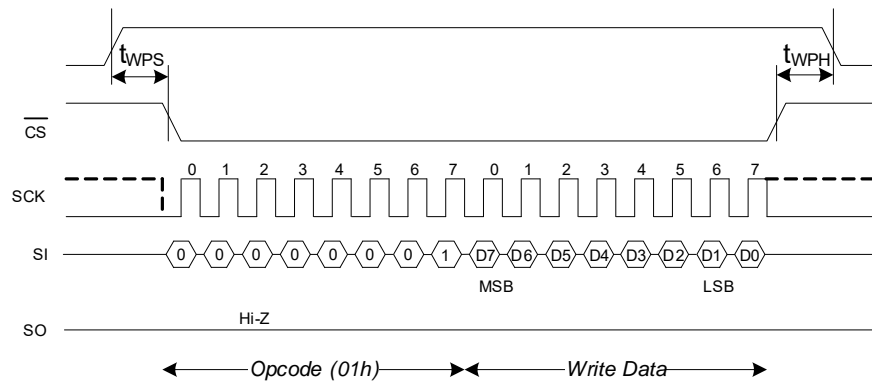 tWPS tWPH
CS
0 1 2 3 4 5 6 7 0 1 2 3 4 5 6 7
SCK
SI 0 0 0 0 0 0 0 1 D7 D6 D5 D4 D3 D2 D1 D0
MSB LSB
Hi-Z
SO
Opcode (01h) Write Data